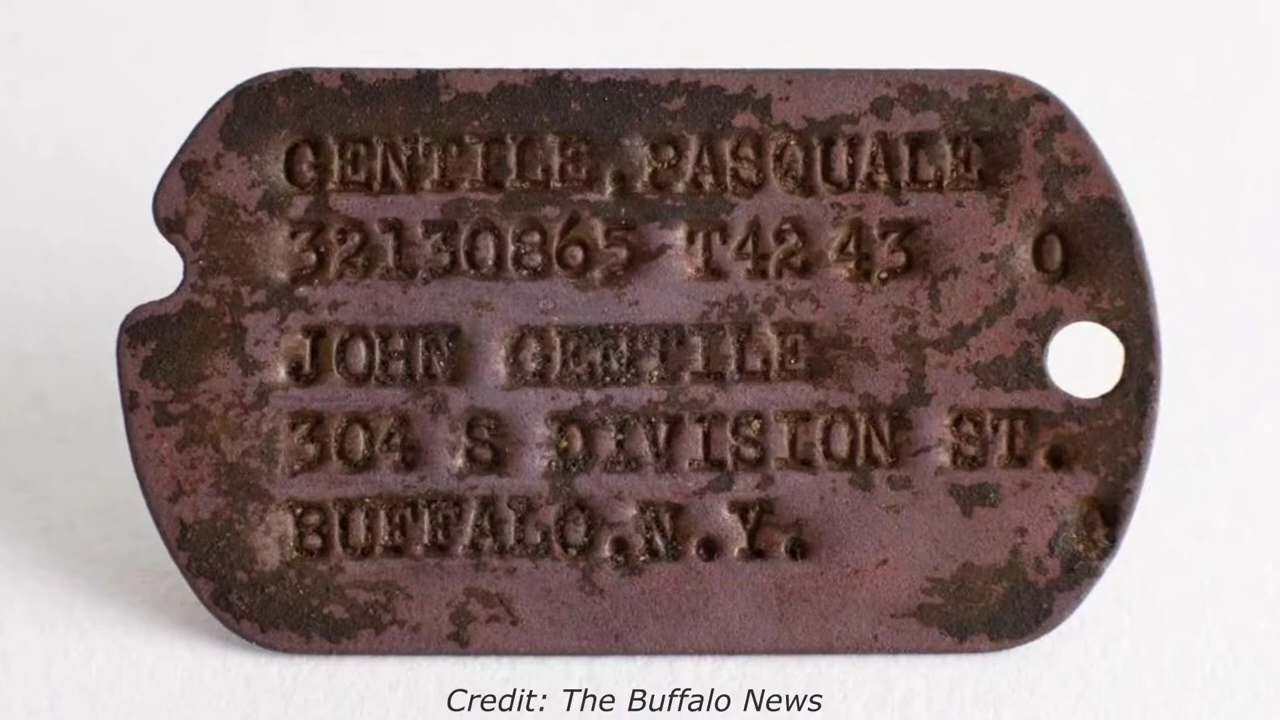 GENTILE,PASQUALE
32130865 T42 43 O
JOHN GENTILE
304 S DIVISION ST.
BUFFALO.N.Y.
Credit: The Buffalo News